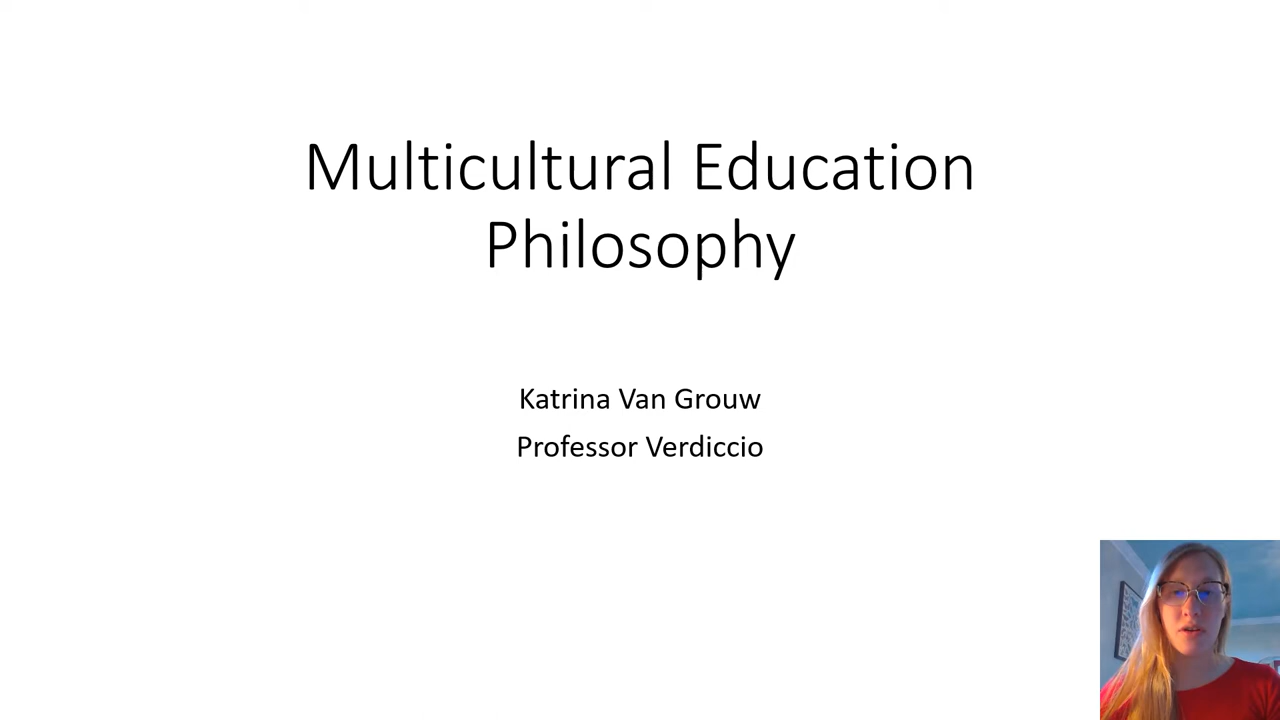 Multicultural Education
Philosophy
Katrina Van Grouw
Professor Verdiccio